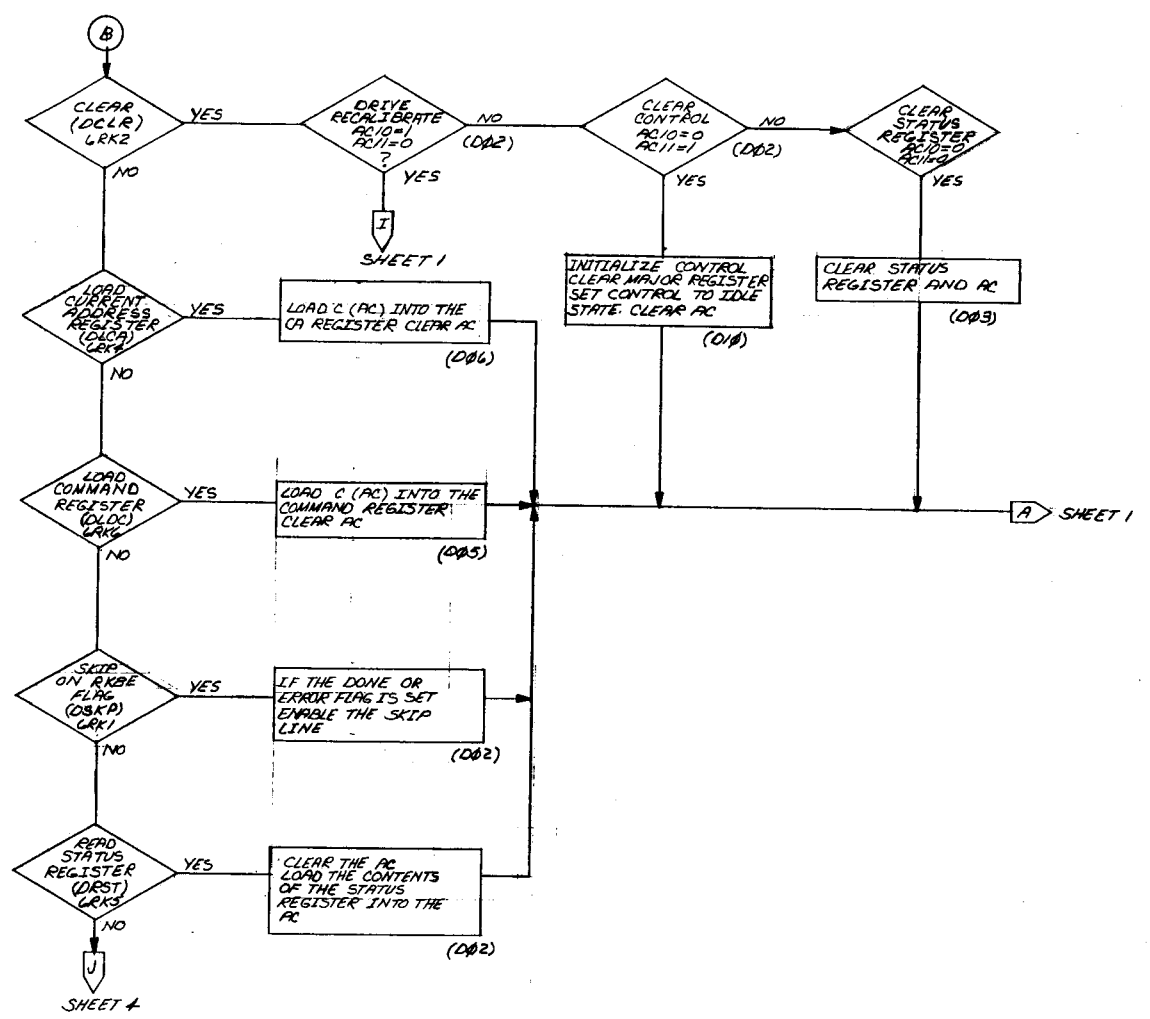 B
CLEAR
(DCLR)
6RK2
YES
NO
DRIVE
RECALIBRATE
AC10=1
AC11=0
?
NO
(DØ2)
YES
I
SHEET 1
CLEAR
CONTROL
AC10=0
AC11=1
NO
(DØ2)
YES
INITIALIZE CONTROL
CLEAR MAJOR REGISTER
SET CONTROL TO IDLE
STATE. CLEAR AC
(D1Ø)
CLEAR
STATUS
REGISTER
AC10=0
AC11=0
YES
CLEAR STATUS
REGISTER AND AC
(DØ3)
LOAD
CURRENT
ADDRESS
REGISTER
(DLCA)
6RK4
YES
NO
LOAD C (AC) INTO THE
CA REGISTER CLEAR AC
(DØ6)
LOAD
COMMAND
REGISTER
(DLDC)
6RK6
YES
NO
LOAD C (AC) INTO THE
COMMAND REGISTER
CLEAR AC
(DØ5)
A
SHEET 1
SKIP
ON RK8E
FLAG
(DSKP)
6RK1
YES
NO
IF THE DONE OR
ERROR FLAG IS SET
ENABLE THE SKIP
LINE
(DØ2)
READ
STATUS
REGISTER
(DRST)
6RK5
YES
NO
CLEAR THE AC
LOAD THE CONTENTS
OF THE STATUS
REGISTER INTO THE
AC
(DØ2)
J
SHEET 4